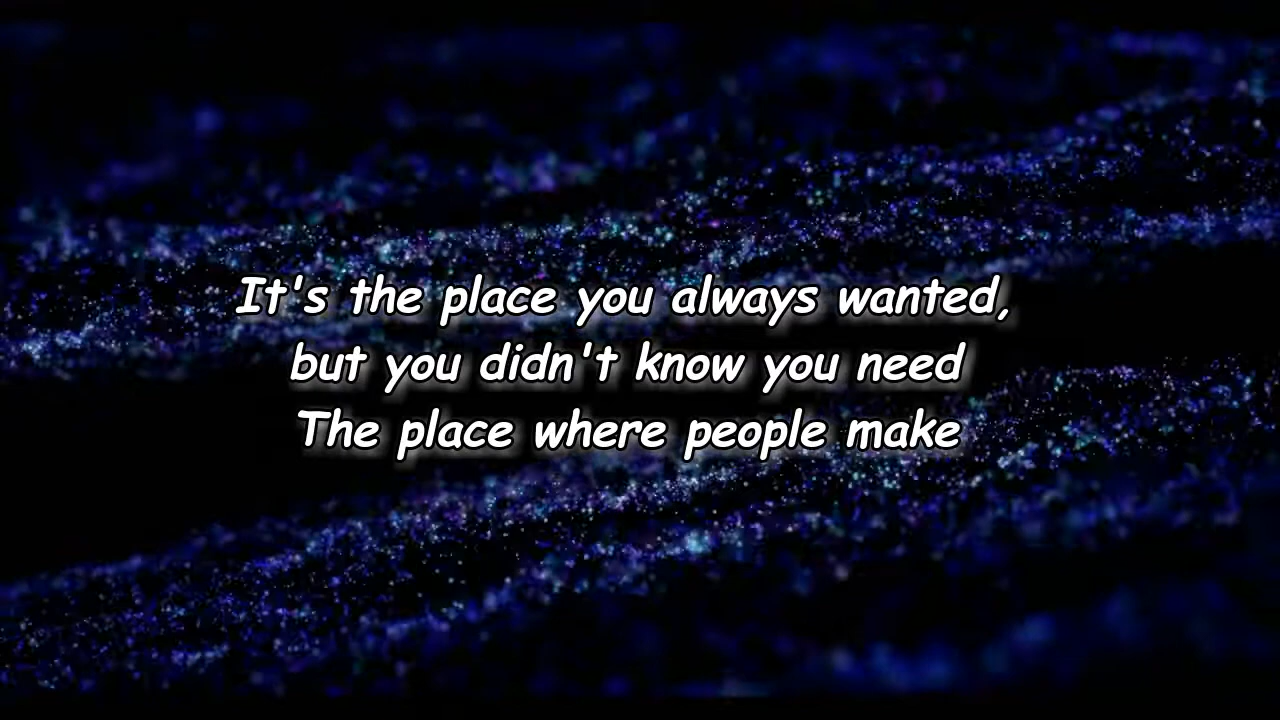 It's the place you always wanted,
but you didn't know you need
The place where people make